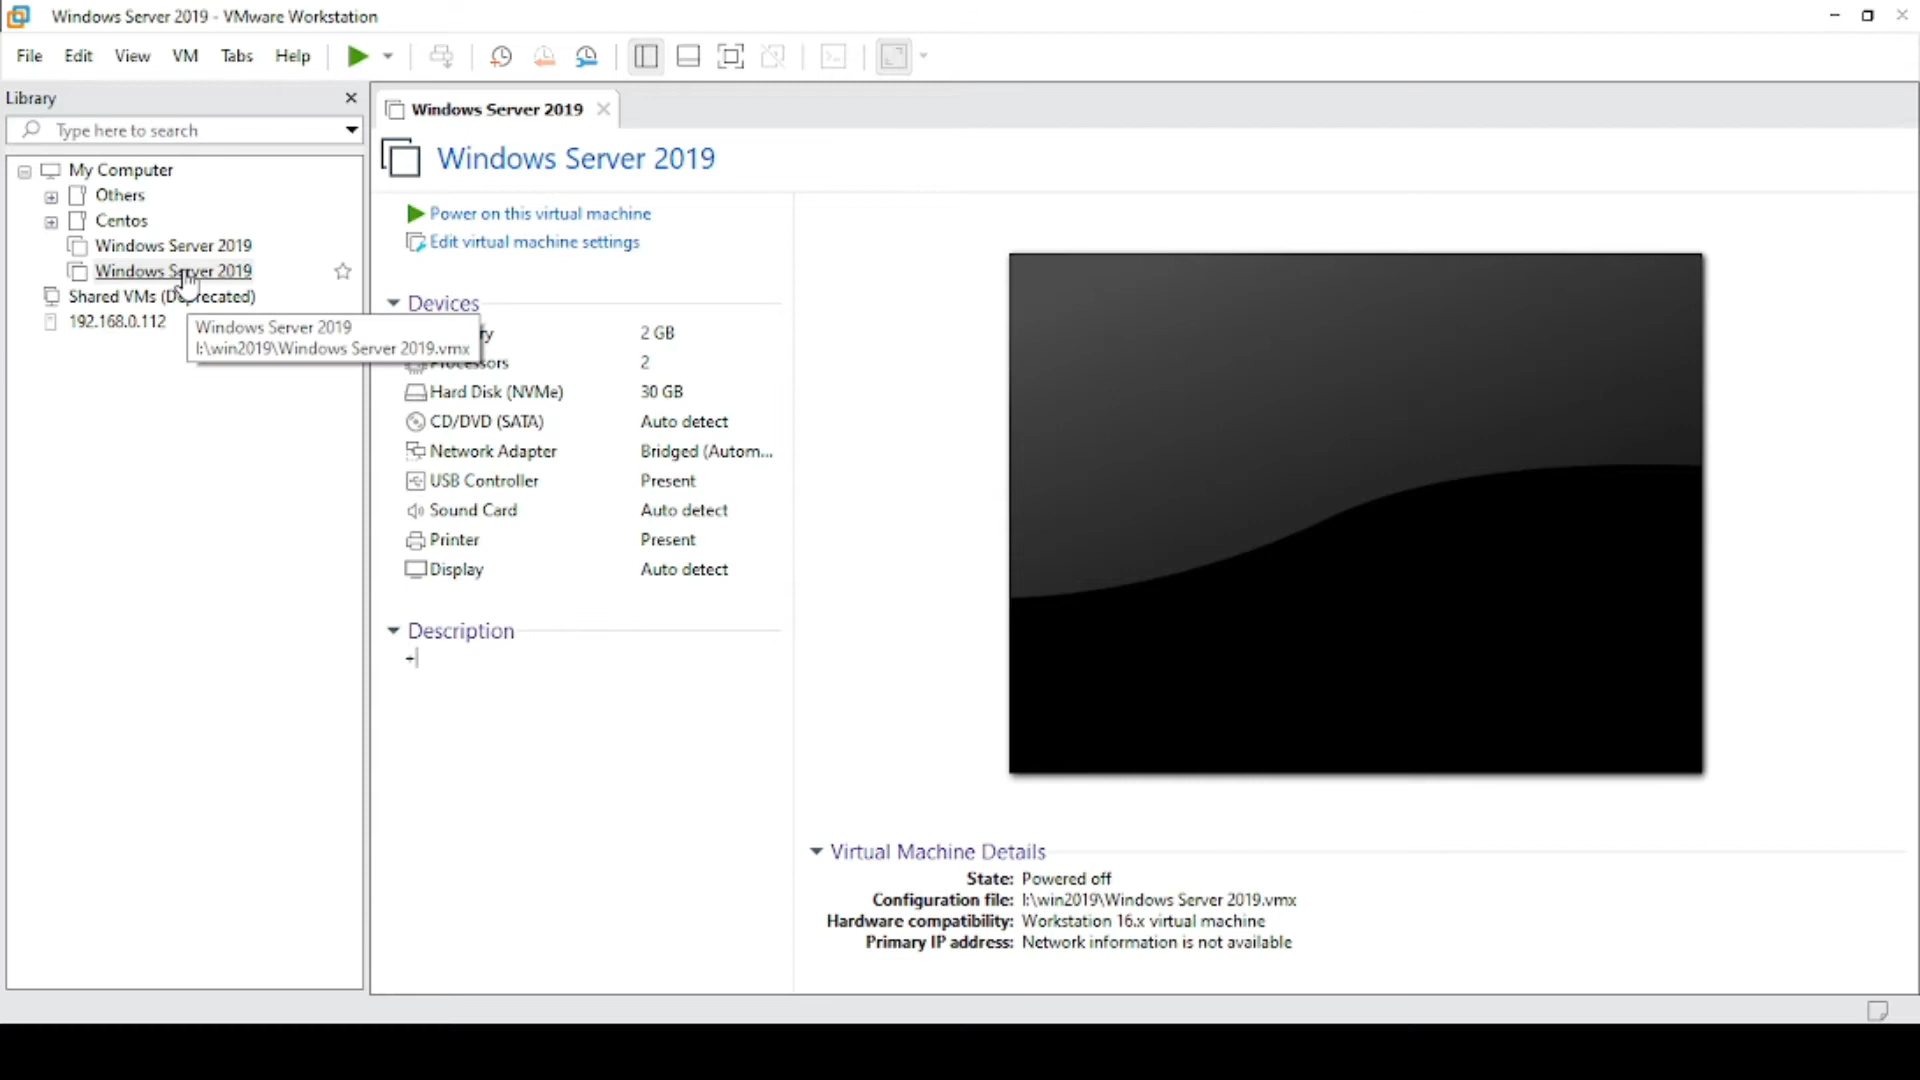 Windows Server 2019 - VMware Workstation
File Edit View VM Tabs Help
Library
Type here to search
My Computer
Others
Centos
Windows Server 2019
Windows Server 2019
Shared VMs (Deprecated)
192.168.0.112
Windows Server 2019
I:\win2019\Windows Server 2019.vmx
Windows Server 2019
Windows Server 2019
Power on this virtual machine
Edit virtual machine settings
Devices
2 GB
Processors 2
Hard Disk (NVMe) 30 GB
CD/DVD (SATA) Auto detect
Network Adapter Bridged (Autom...
USB Controller Present
Sound Card Auto detect
Printer Present
Display Auto detect
Description
Virtual Machine Details
State: Powered off
Configuration file: I:\win2019\Windows Server 2019.vmx
Hardware compatibility: Workstation 16.x virtual machine
Primary IP address: Network information is not available